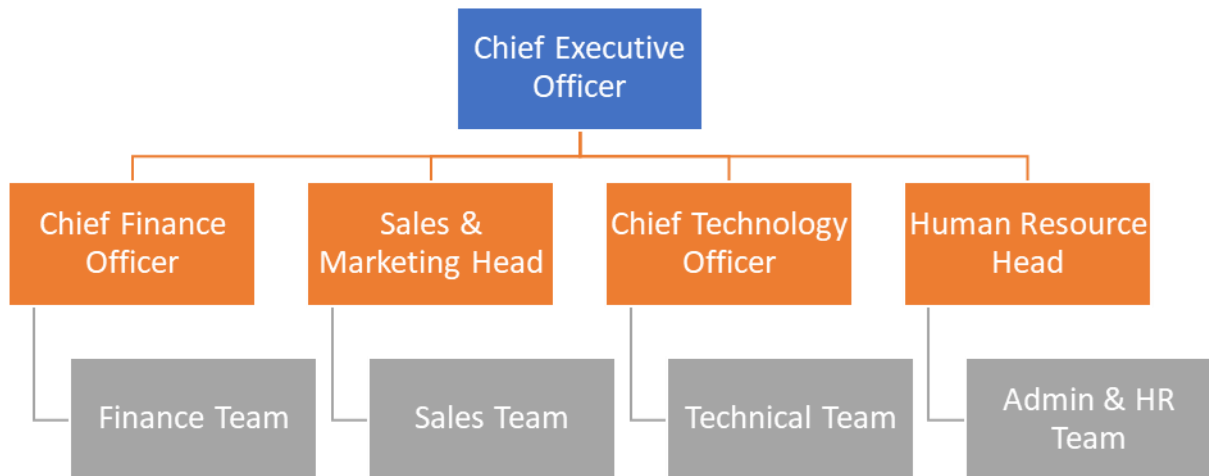 Chief Executive
Officer
Chief Finance
Officer
Sales &
Marketing Head
Chief Technology
Officer
Human Resource
Head
Finance Team
Sales Team
Technical Team
Admin & HR
Team